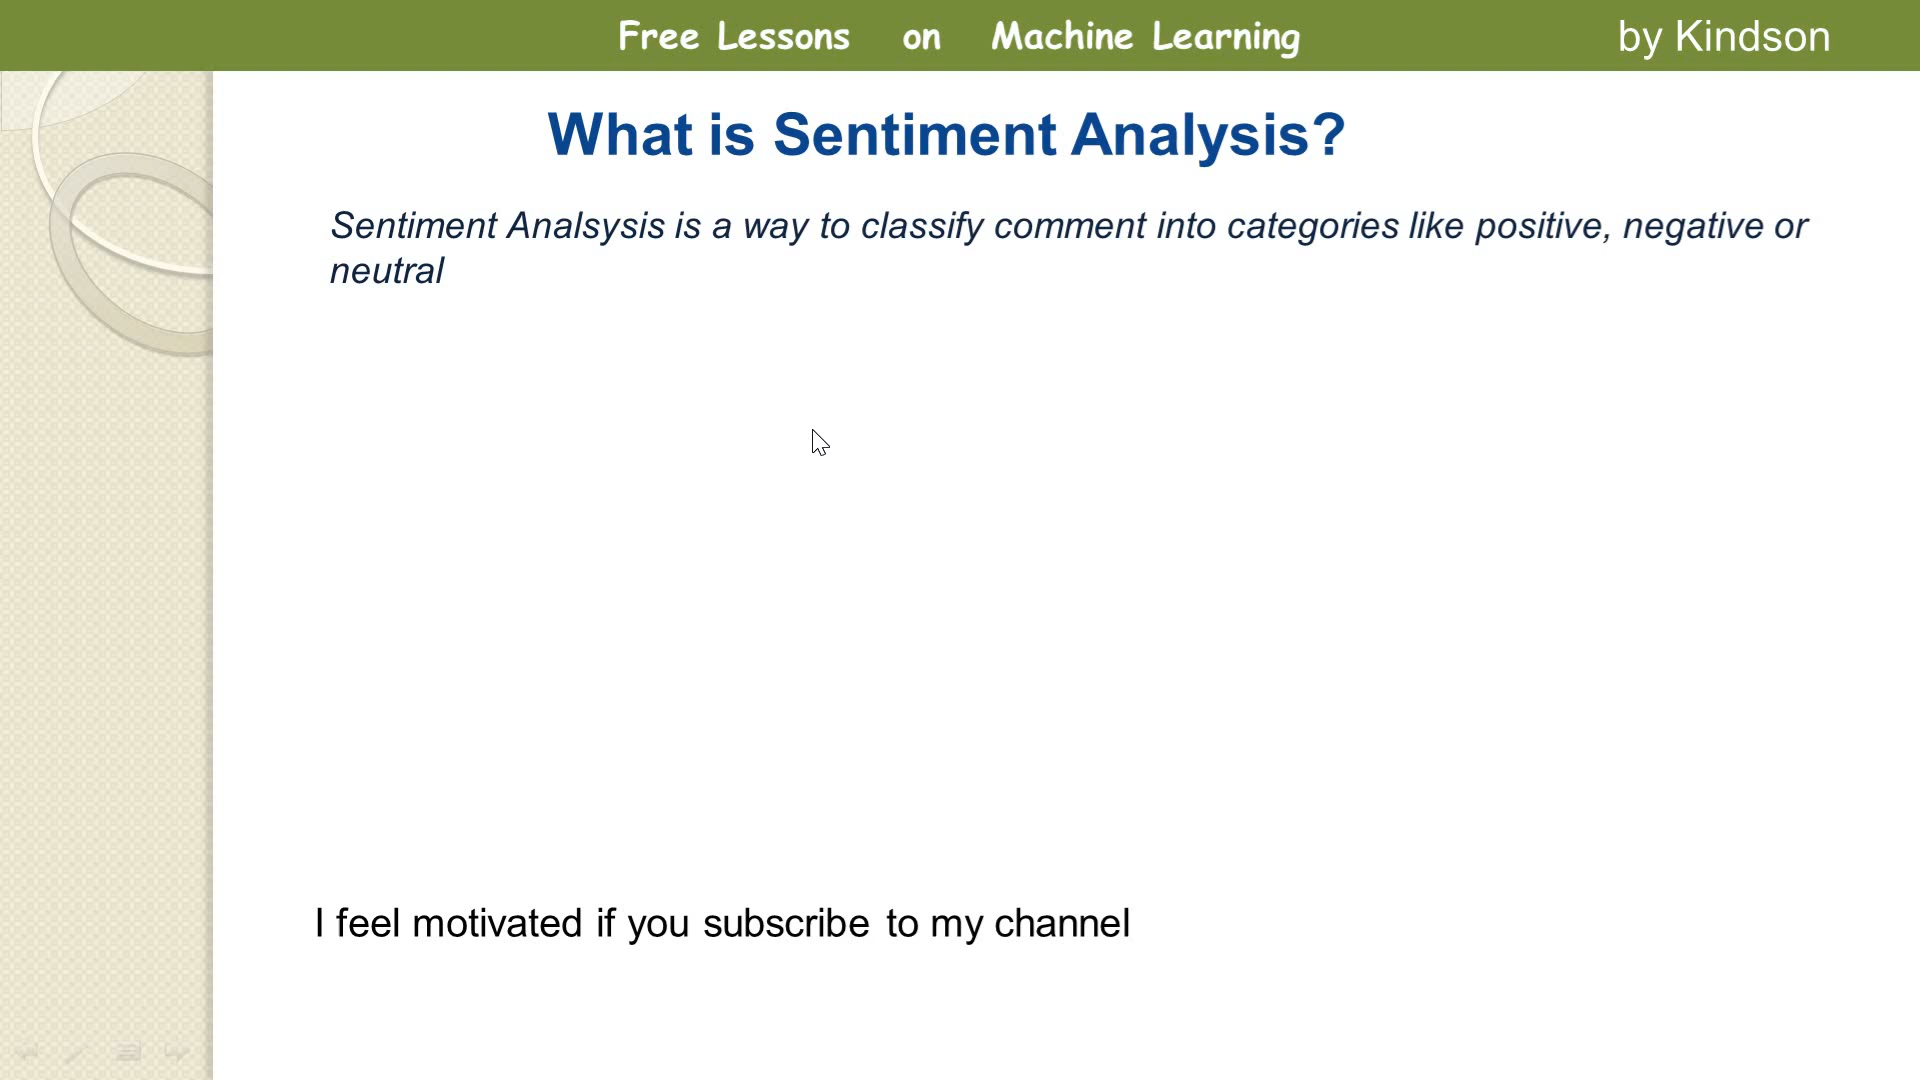 Free Lessons on Machine Learning by Kindson
What is Sentiment Analysis?
Sentiment Analsysis is a way to classify comment into categories like positive, negative or
neutral
I feel motivated if you subscribe to my channel